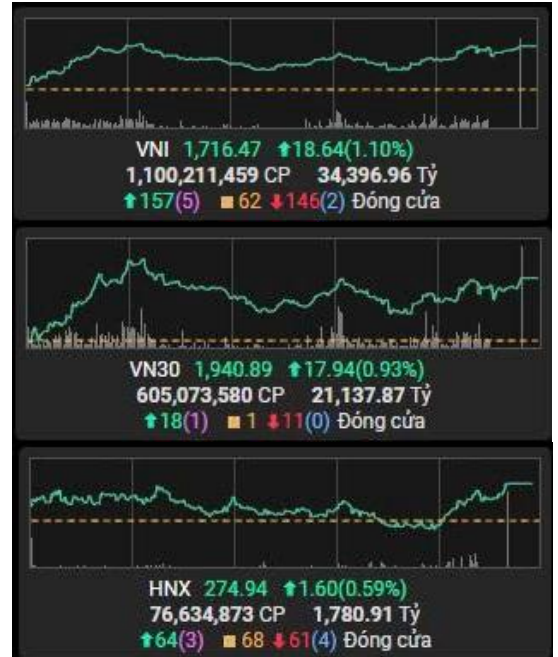 VNI 1,716.47 18.64(1.10%)
1,100,211,459 CP 34,396.96 Tỷ
157(5) 62 146(2) Đóng cửa
VN30 1,940.89 17.94(0.93%)
605,073,580 CP 21,137.87 Tỷ
18(1) 1 11(0) Đóng cửa
HNX 274.94 1.60(0.59%)
76,634,873 CP 1,780.91 Tỷ
64(3) 68 61(4) Đóng cửa